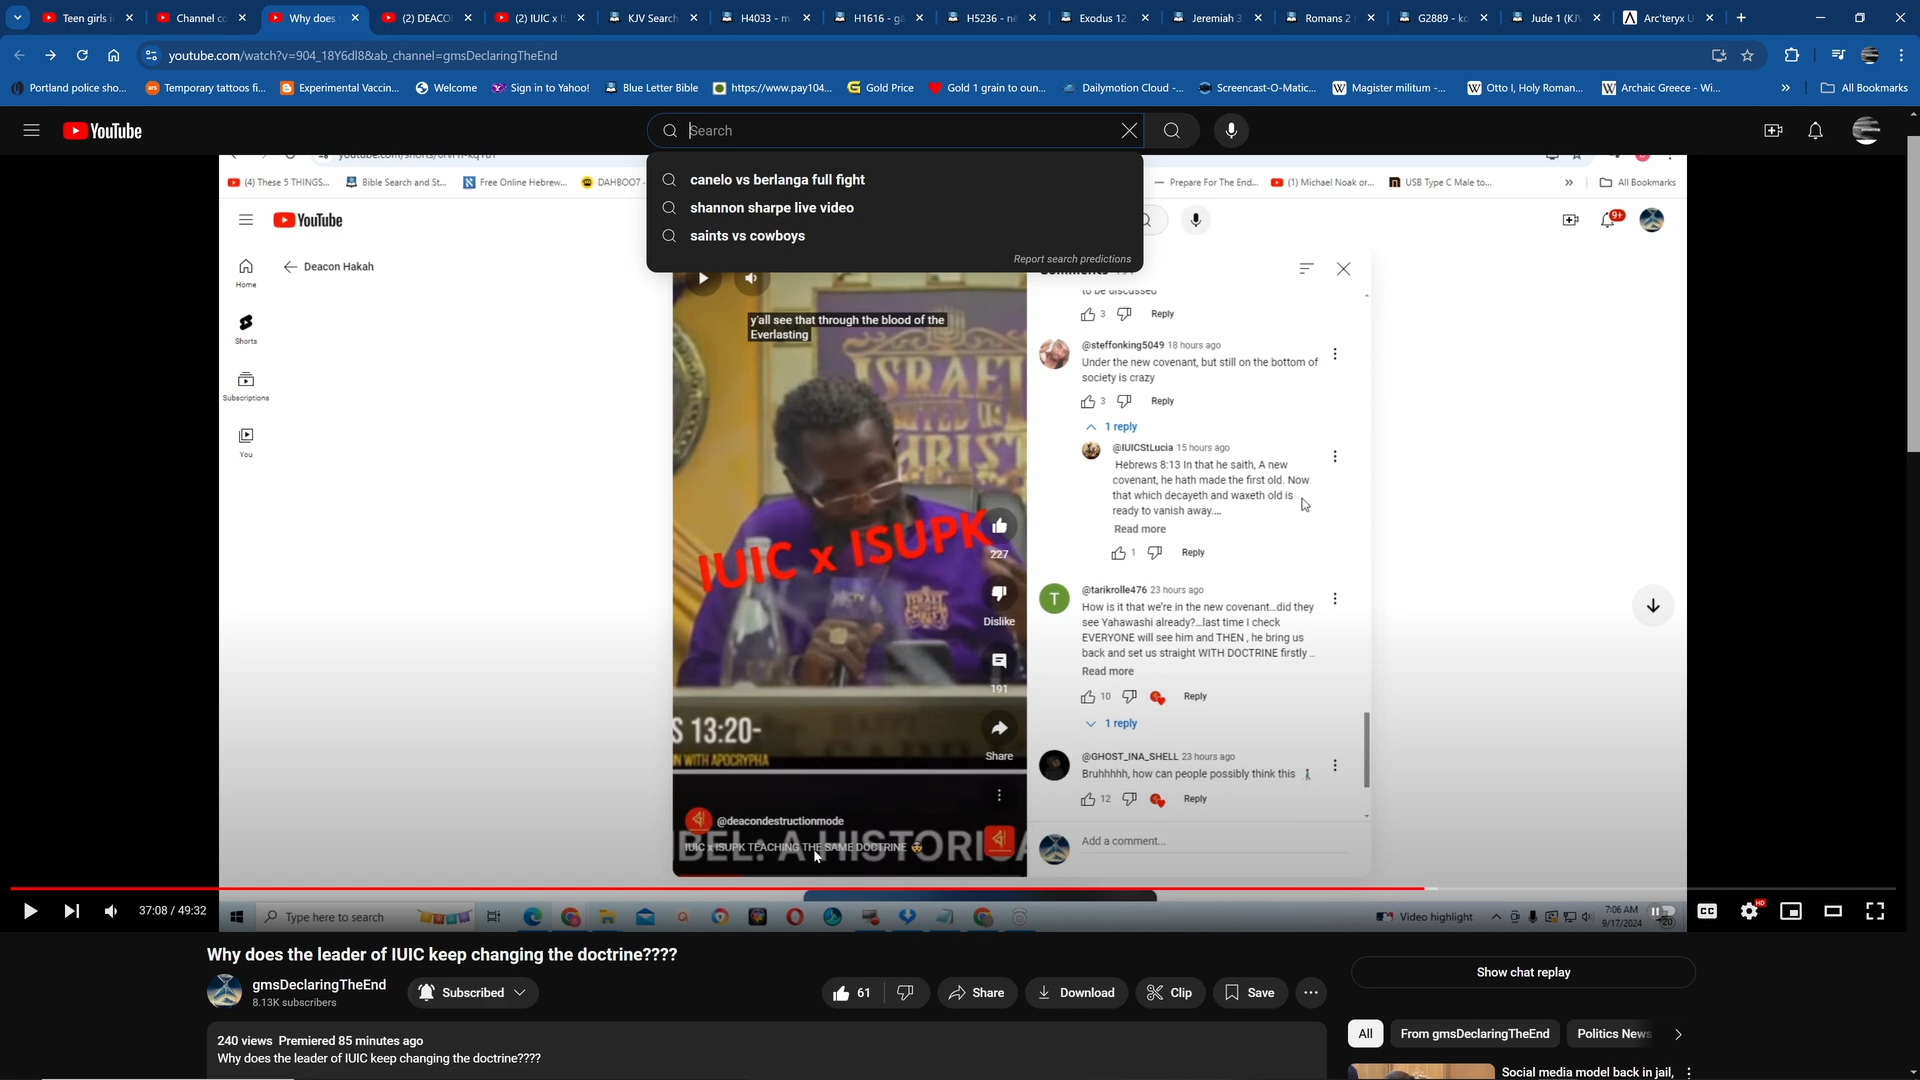 Teen girls i
Channel co
Why does
(2) DEACO
(2) IUIC x I
KJV Search
H4033 - m
H1616 - g
H5236 - n
Exodus 12
Jeremiah 3
Romans 2
G2889 - ko
Jude 1 (KJ
Arc'teryx U
youtube.com/watch?v=904_18Y6dl8&ab_channel=gmsDeclaringTheEnd
Portland police sho...
Temporary tattoos fi...
Experimental Vaccin...
Welcome
Sign in to Yahoo!
Blue Letter Bible
https://www.pay104...
Gold Price
Gold 1 grain to oun...
Dailymotion Cloud -...
Screencast-O-Matic...
Magister militum -...
Otto I, Holy Roman...
Archaic Greece - Wi...
All Bookmarks
YouTube
Search
canelo vs berlanga full fight
shannon sharpe live video
saints vs cowboys
Report search predictions
(4) These 5 THINGS...
Bible Search and St...
Free Online Hebrew...
DAHBOO7
Prepare For The End...
(1) Michael Noak or...
USB Type C Male to...
All Bookmarks
YouTube
9+
Home
Deacon Hakah
Shorts
Subscriptions
You
y'all see that through the blood of the
Everlasting
ISRAEL
UNITED IN
CHRIST
IUIC x ISUPK
227
Dislike
191
Share
S 13:20-
N WITH APOCRYPHA
@deacondestructionmode
BEL: A HISTORICA
IUIC x ISUPK TEACHING THE SAME DOCTRINE
to be discussed
3 Reply
@steffonking5049 18 hours ago
Under the new covenant, but still on the bottom of
society is crazy
3 Reply
1 reply
@IUICStLucia 15 hours ago
Hebrews 8:13 In that he saith, A new
covenant, he hath made the first old. Now
that which decayeth and waxeth old is
ready to vanish away....
Read more
1 Reply
T
@tarikrolle476 23 hours ago
How is it that we're in the new covenant...did they
see Yahawashi already?...last time I check
EVERYONE will see him and THEN , he bring us
back and set us straight WITH DOCTRINE firstly ..
Read more
10 Reply
1 reply
@GHOST_INA_SHELL 23 hours ago
Bruhhhhh, how can people possibly think this
12 Reply
Add a comment...
Type here to search
Video highlight
7:06 AM
9/17/2024
20
37:08 / 49:32
CC
HD
Why does the leader of IUIC keep changing the doctrine????
gmsDeclaringTheEnd
8.13K subscribers
Subscribed
61
Share
Download
Clip
Save
240 views Premiered 85 minutes ago
Why does the leader of IUIC keep changing the doctrine????
Show chat replay
All
From gmsDeclaringTheEnd
Politics News
Social media model back in jail,